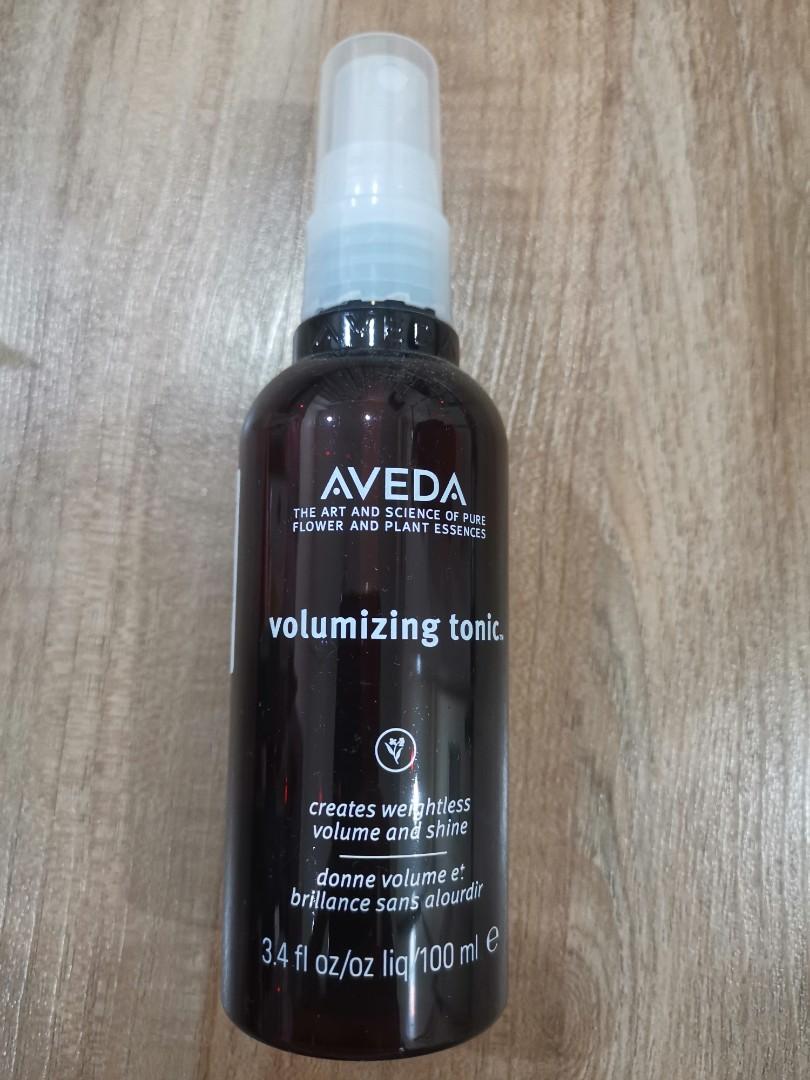 AVEDA
THE ART AND SCIENCE OF PURE
FLOWER AND PLANT ESSENCES
volumizing tonic™
creates weightless
volume and shine
donne volume et
brillance sans alourdir
3.4 fl oz/oz liq/100 ml ℮